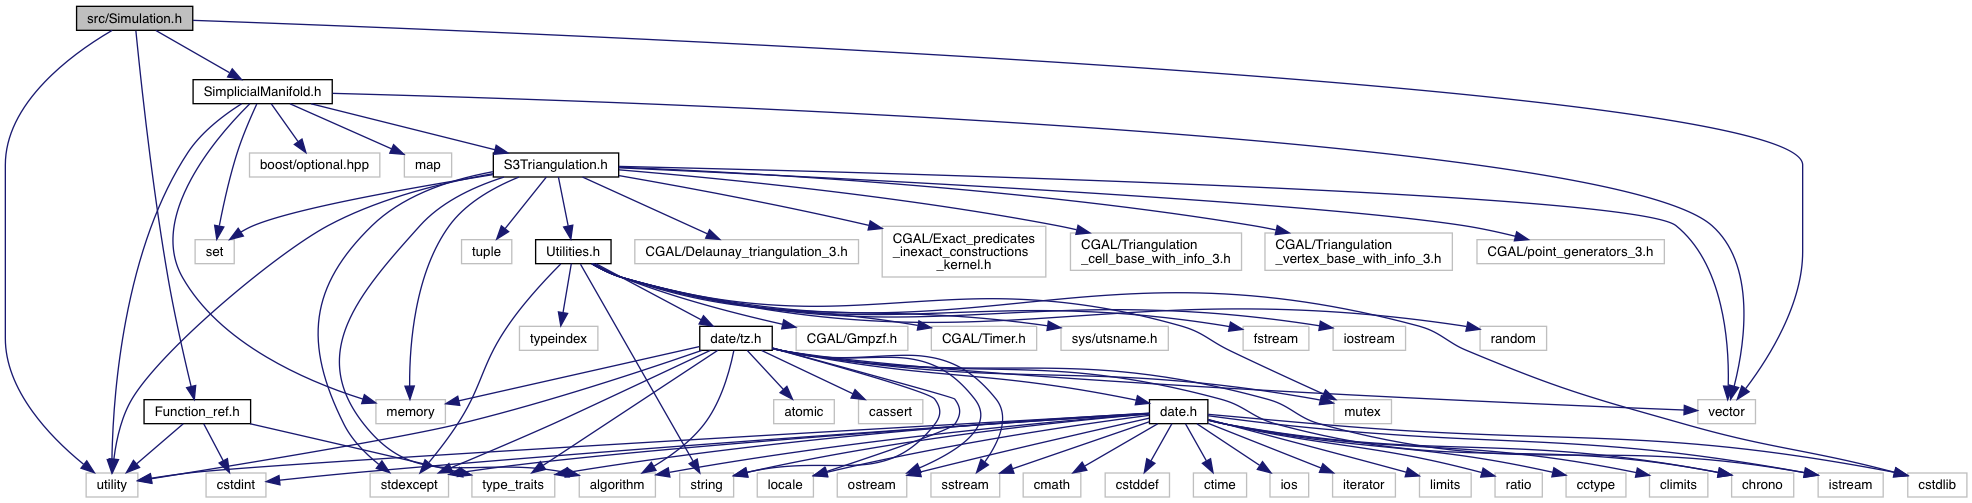 src/Simulation.h
SimplicialManifold.h
boost/optional.hpp
map
S3Triangulation.h
set
tuple
Utilities.h
CGAL/Delaunay_triangulation_3.h
CGAL/Exact_predicates
_inexact_constructions
_kernel.h
CGAL/Triangulation
_cell_base_with_info_3.h
CGAL/Triangulation
_vertex_base_with_info_3.h
CGAL/point_generators_3.h
typeindex
date/tz.h
CGAL/Gmpzf.h
CGAL/Timer.h
sys/utsname.h
fstream
iostream
random
Function_ref.h
memory
atomic
cassert
date.h
mutex
vector
utility
cstdint
stdexcept
type_traits
algorithm
string
locale
ostream
sstream
cmath
cstddef
ctime
ios
iterator
limits
ratio
cctype
climits
chrono
istream
cstdlib